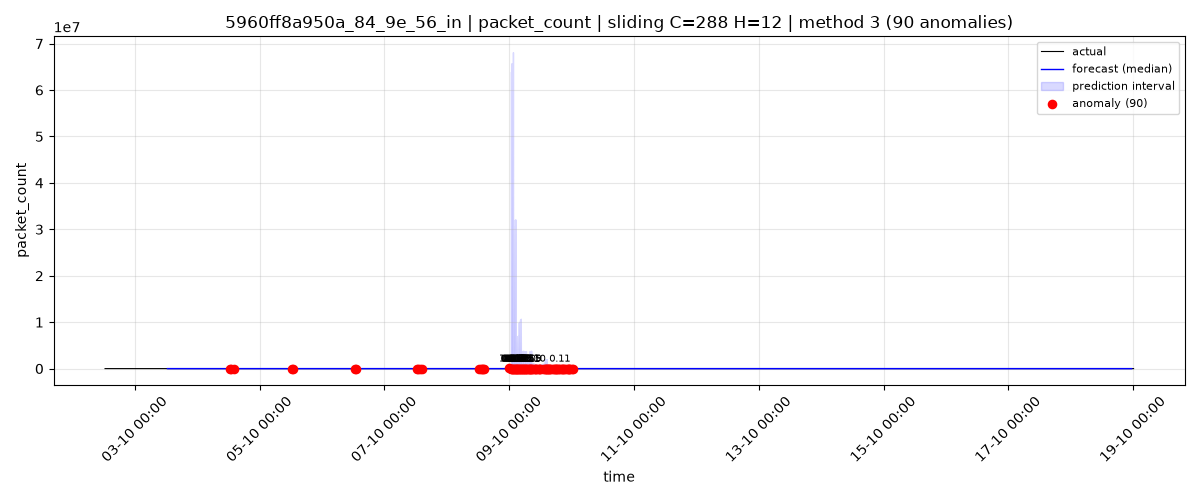 5960ff8a950a_84_9e_56_in | packet_count | sliding C=288 H=12 | method 3 (90 anomalies)
1e7
7
6
5
4
3
2
1
0
packet_count
actual
forecast (median)
prediction interval
anomaly (90)
0.11
03-10 00:00
05-10 00:00
07-10 00:00
09-10 00:00
11-10 00:00
13-10 00:00
15-10 00:00
17-10 00:00
19-10 00:00
time